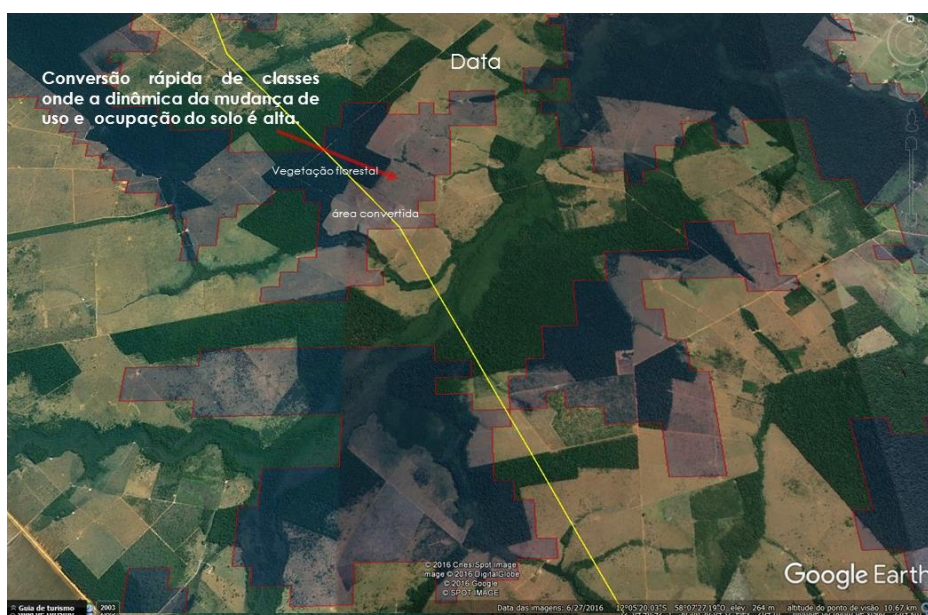 Data
Conversão rápida de classes
onde a dinâmica da mudança de
uso e ocupação do solo é alta.
Vegetação florestal
área convertida
© 2016 Cnes/Spot Image
Image © 2016 DigitalGlobe
© 2016 Google
© SPOT IMAGE
Google Earth
Guia de turismo 2003
Data das imagens: 6/27/2016 12°05'20.03"S 58°07'27.19"O elev 264 m altitude do ponto de visão 10.67 km